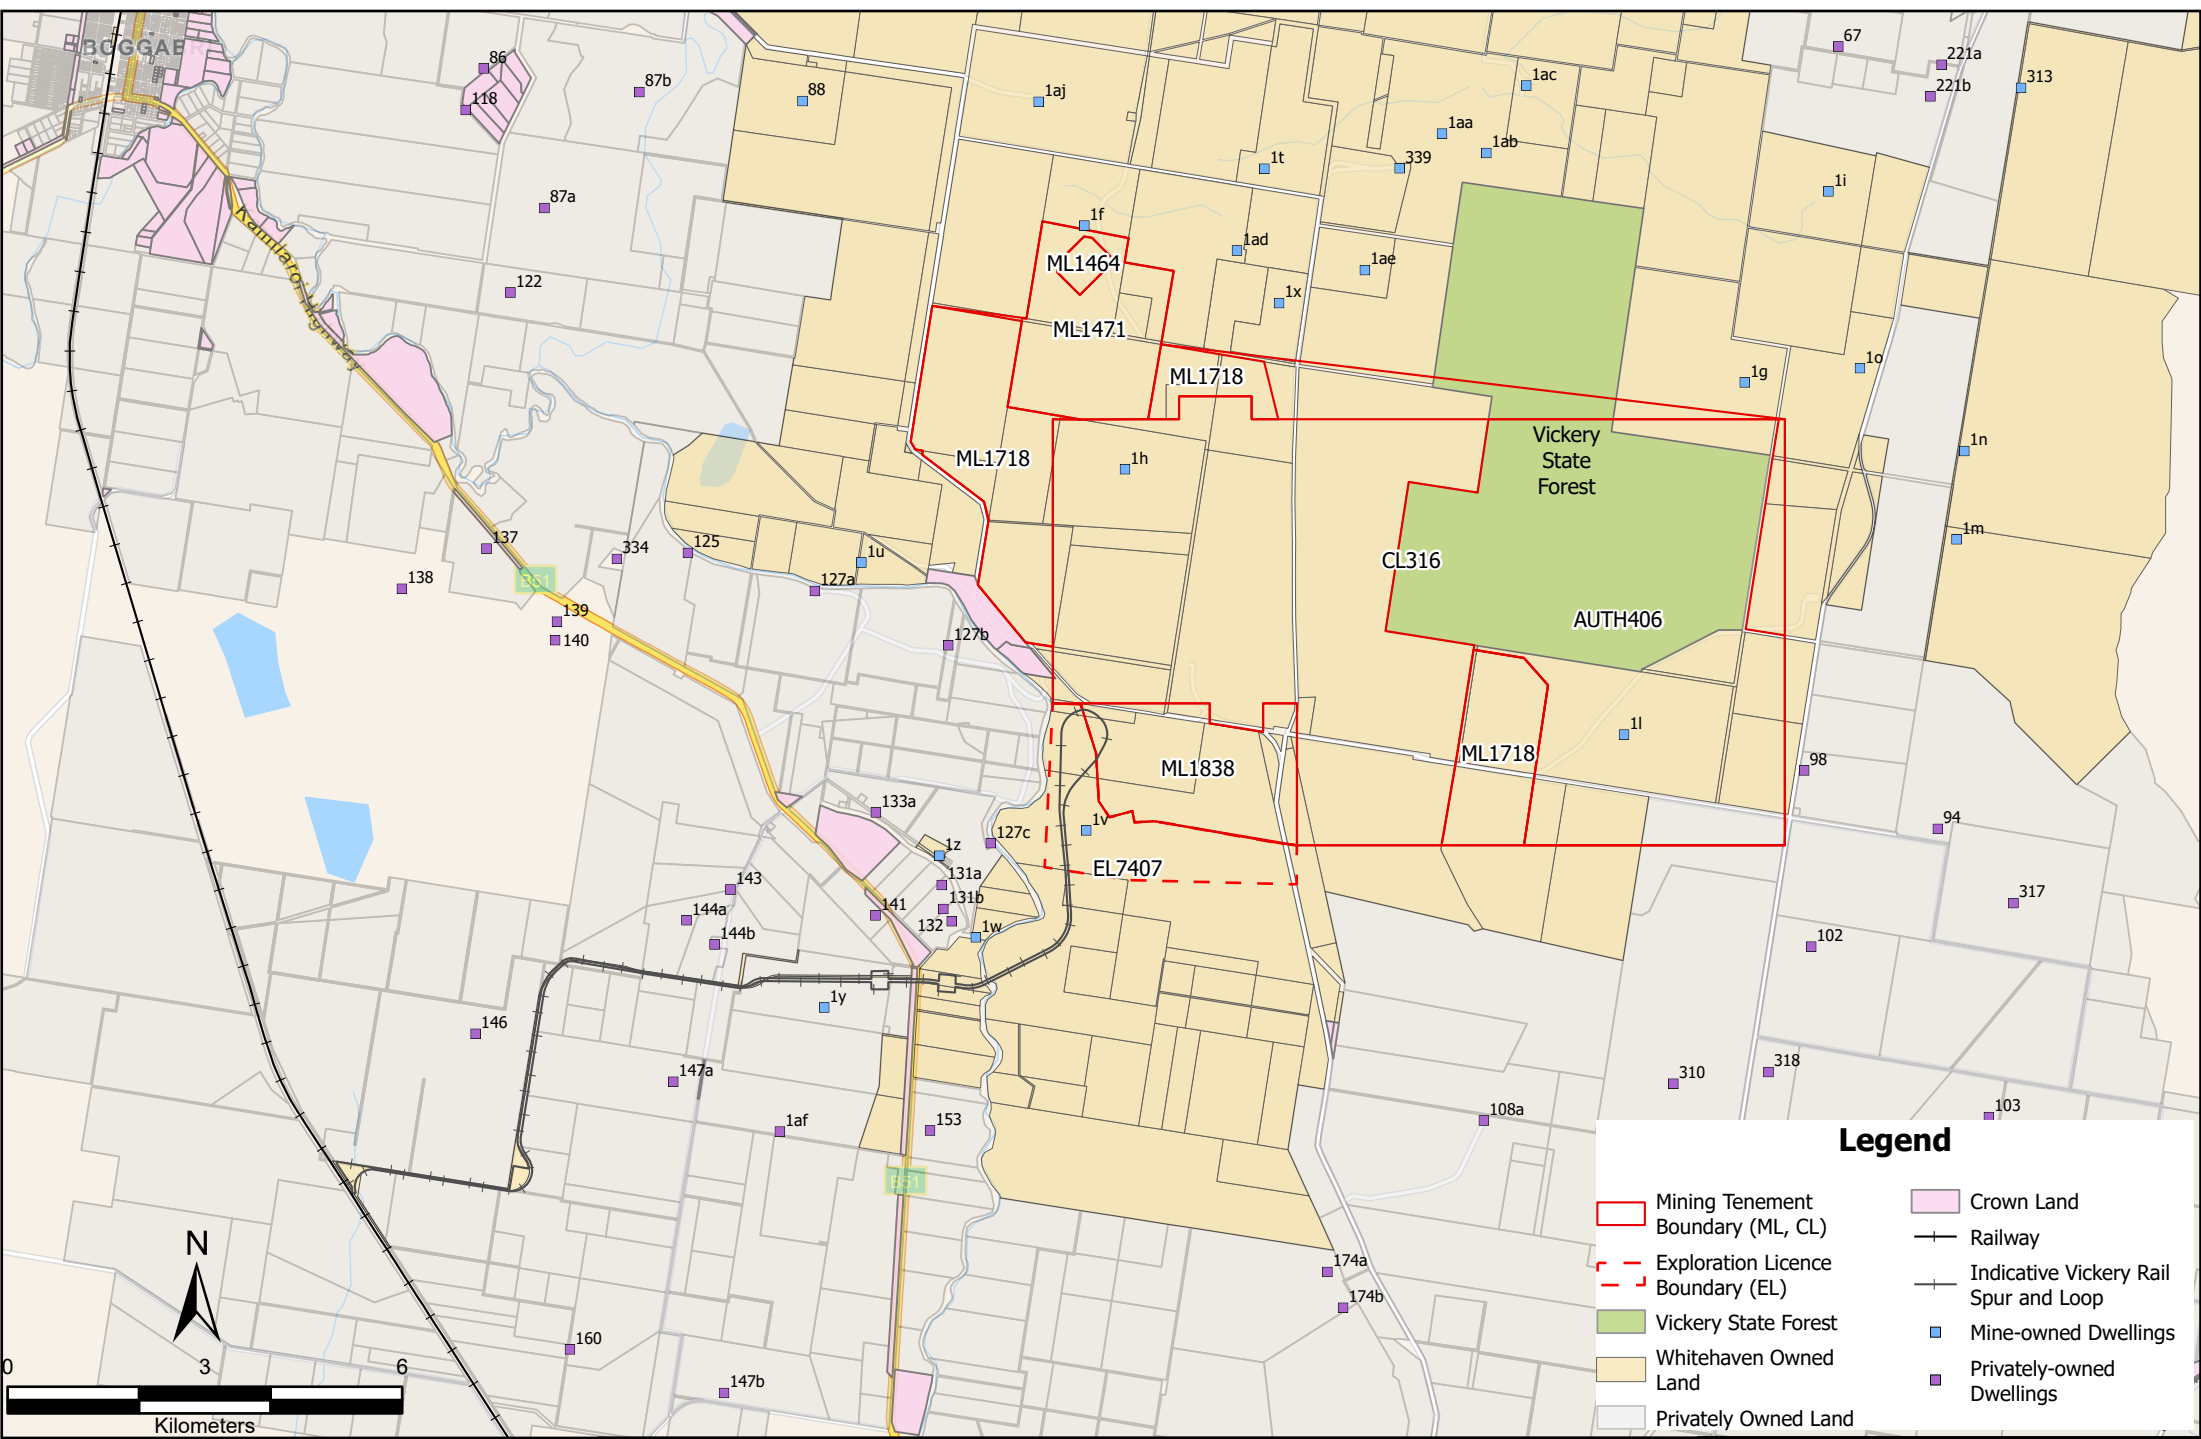 BOGGABRI
86
118
87b
88
1aj
1ac
67
221a
221b
313
1aa
1ab
1t
339
1i
87a
1f
1ad
1ae
ML1464
122
1x
ML1471
Kamilaroi Highway
ML1718
1g
1o
Vickery
State
Forest
ML1718
1h
1n
137
334
125
1u
1m
CL316
B51
138
127a
139
140
127b
AUTH406
1l
ML1718
98
ML1838
133a
1v
94
127c
1z
EL7407
131a
143
131b
141
132
144a
144b
1w
317
102
1y
146
147a
318
310
1af
153
108a
103
B51
174a
174b
160
147b
N
0 3 6
Kilometers
Legend
Mining Tenement
Boundary (ML, CL)
Exploration Licence
Boundary (EL)
Vickery State Forest
Whitehaven Owned
Land
Privately Owned Land
Crown Land
Railway
Indicative Vickery Rail
Spur and Loop
Mine-owned Dwellings
Privately-owned
Dwellings